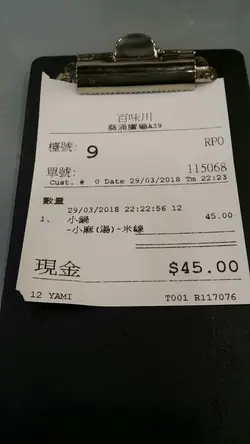 百味川
葵涌廣場A39
檯號: 9 RP0
單號: 115068
Cust. # 0 Date 29/03/2018 Tm 22:23
數量
29/03/2018 22:22:56 12
1. 小鍋 45.00
-小麻(湯)-米線
現金 $45.00
12 YAMI T001 R117076